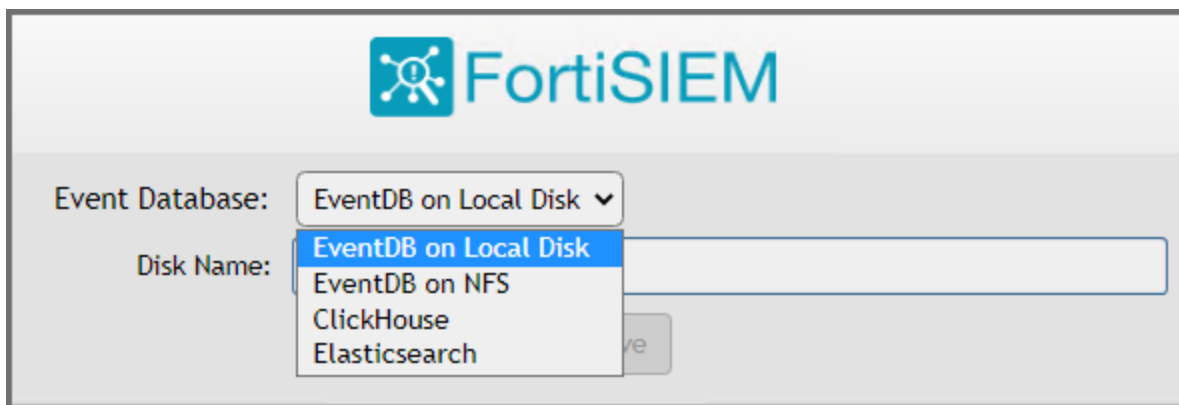 FortiSIEM
Event Database:
EventDB on Local Disk
Disk Name:
EventDB on Local Disk
EventDB on NFS
ClickHouse
Elasticsearch